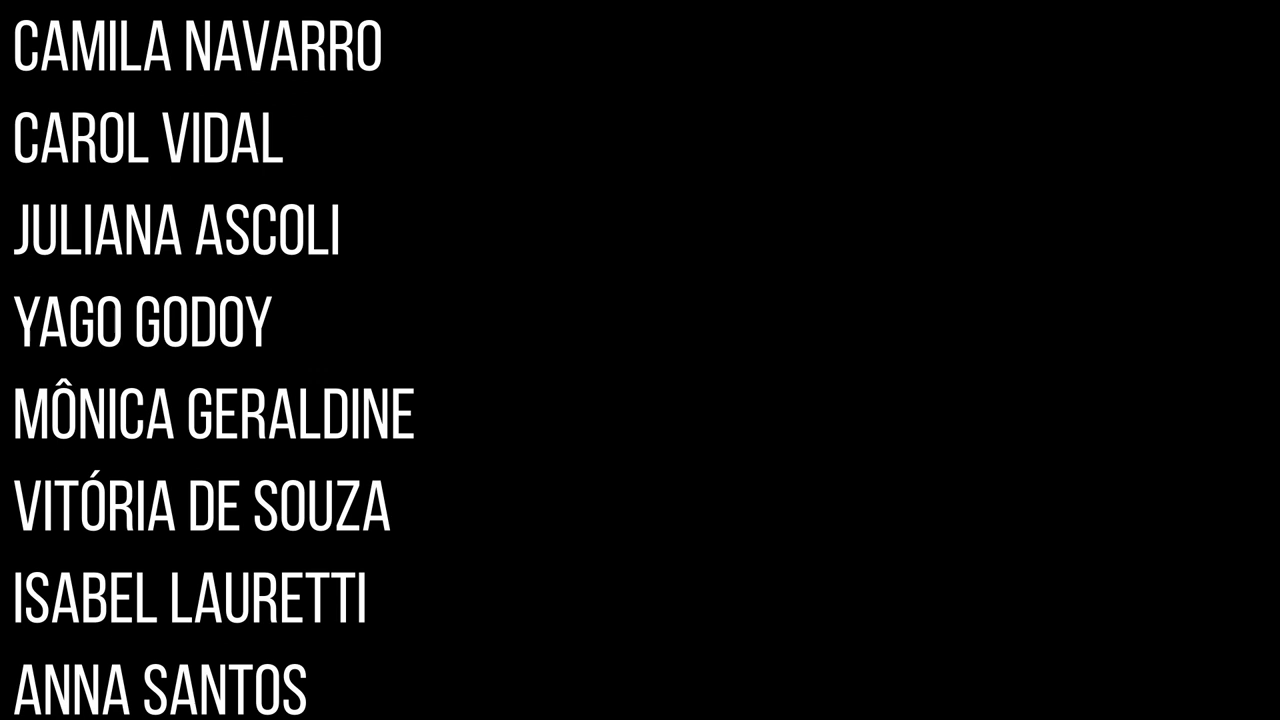 CAMILA NAVARRO
CAROL VIDAL
JULIANA ASCOLI
YAGO GODOY
MÔNICA GERALDINE
VITÓRIA DE SOUZA
ISABEL LAURETTI
ANNA SANTOS